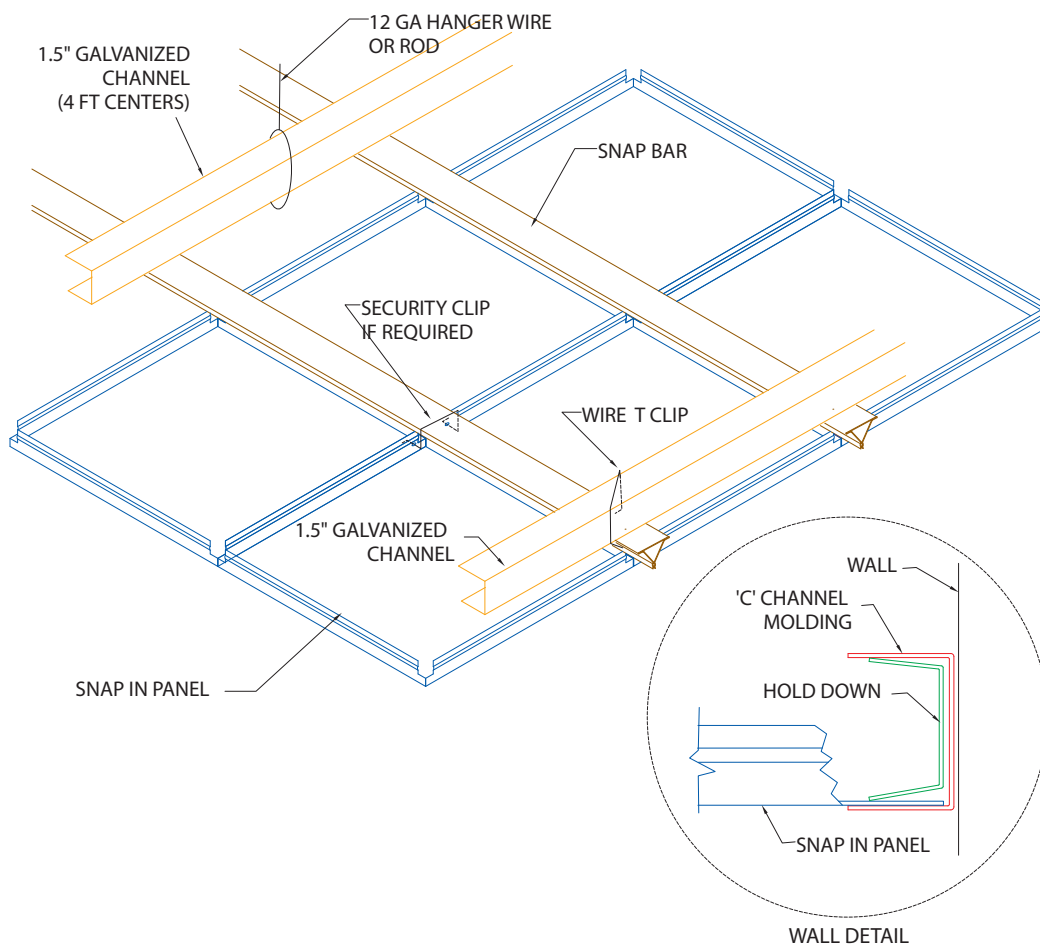 12 GA HANGER WIRE
OR ROD
1.5" GALVANIZED
CHANNEL
(4 FT CENTERS)
SNAP BAR
SECURITY CLIP
IF REQUIRED
WIRE T CLIP
1.5" GALVANIZED
CHANNEL
SNAP IN PANEL
WALL
'C' CHANNEL
MOLDING
HOLD DOWN
SNAP IN PANEL
WALL DETAIL